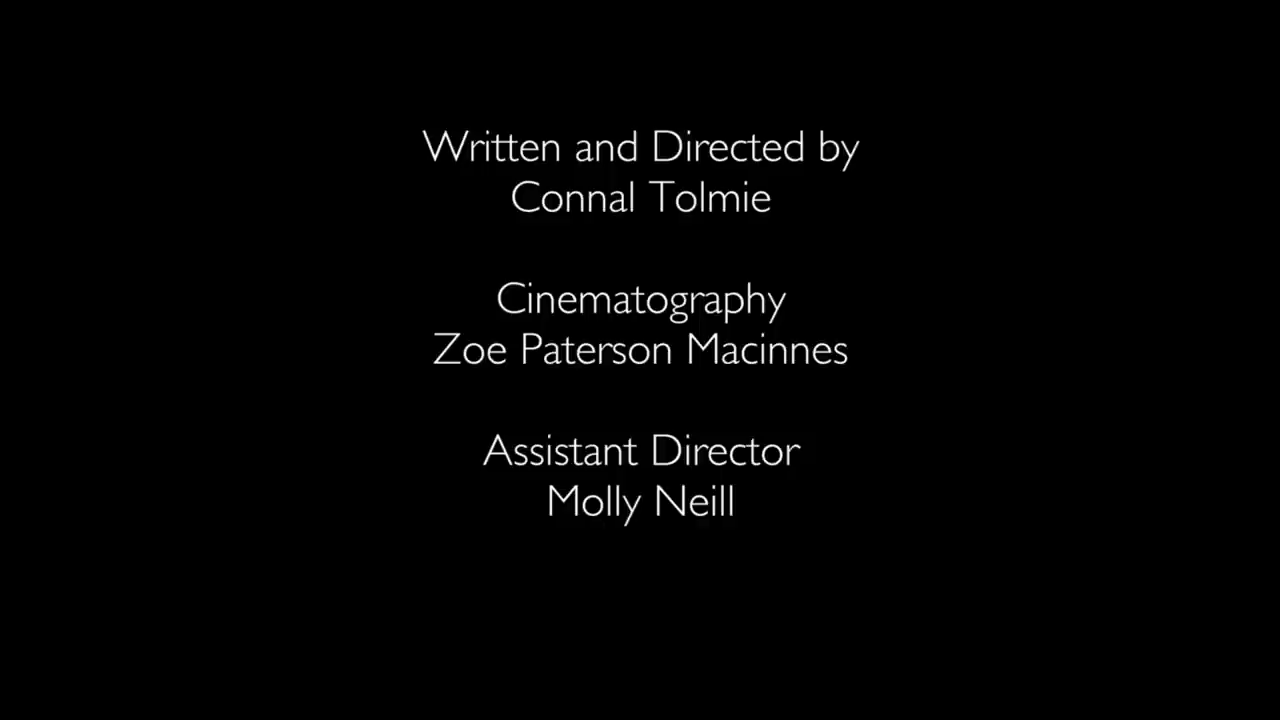 Written and Directed by
Connal Tolmie
Cinematography
Zoe Paterson Macinnes
Assistant Director
Molly Neill